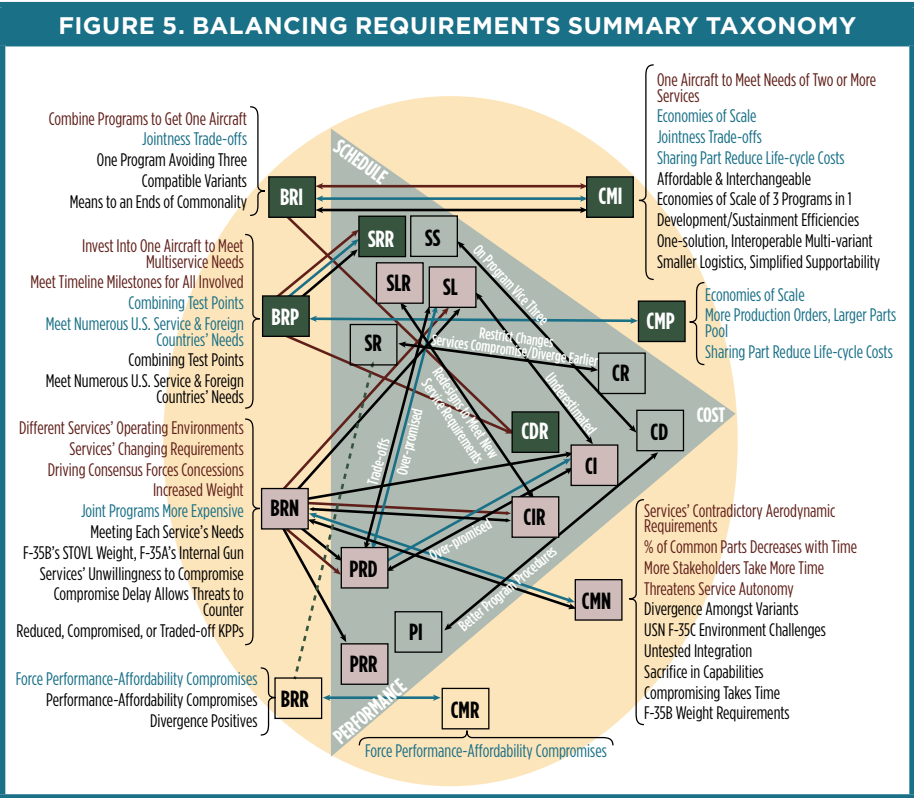 FIGURE 5. BALANCING REQUIREMENTS SUMMARY TAXONOMY
Combine Programs to Get One Aircraft
Jointness Trade-offs
One Program Avoiding Three
Compatible Variants
Means to an Ends of Commonality
BRI
Invest Into One Aircraft to Meet
Multiservice Needs
Meet Timeline Milestones for All Involved
Combining Test Points
Meet Numerous U.S. Service & Foreign
Countries' Needs
Combining Test Points
Meet Numerous U.S. Service & Foreign
Countries' Needs
BRP
Different Services' Operating Environments
Services' Changing Requirements
Driving Consensus Forces Concessions
Increased Weight
Joint Programs More Expensive
Meeting Each Service's Needs
F-35B's STOVL Weight, F-35A's Internal Gun
Services' Unwillingness to Compromise
Compromise Delay Allows Threats to
Counter
Reduced, Compromised, or Traded-off KPPs
BRN
Force Performance-Affordability Compromises
Performance-Affordability Compromises
Divergence Positives
BRR
SCHEDULE
SRR
SS
SLR
SL
SR
On Program Vice Three
Restrict Changes
Services Compromise/Diverge Earlier
CR
Underestimated
Redesigns to Meet New
Service Requirements
Trade-offs
Over-promised
COST
CDR
CD
CI
CIR
Over-promised
PRD
Better Program Procedures
PI
PRR
PERFORMANCE
CMR
Force Performance-Affordability Compromises
CMI
One Aircraft to Meet Needs of Two or More
Services
Economies of Scale
Jointness Trade-offs
Sharing Part Reduce Life-cycle Costs
Affordable & Interchangeable
Economies of Scale of 3 Programs in 1
Development/Sustainment Efficiencies
One-solution, Interoperable Multi-variant
Smaller Logistics, Simplified Supportability
CMP
Economies of Scale
More Production Orders, Larger Parts
Pool
Sharing Part Reduce Life-cycle Costs
CMN
Services' Contradictory Aerodynamic
Requirements
% of Common Parts Decreases with Time
More Stakeholders Take More Time
Threatens Service Autonomy
Divergence Amongst Variants
USN F-35C Environment Challenges
Untested Integration
Sacrifice in Capabilities
Compromising Takes Time
F-35B Weight Requirements